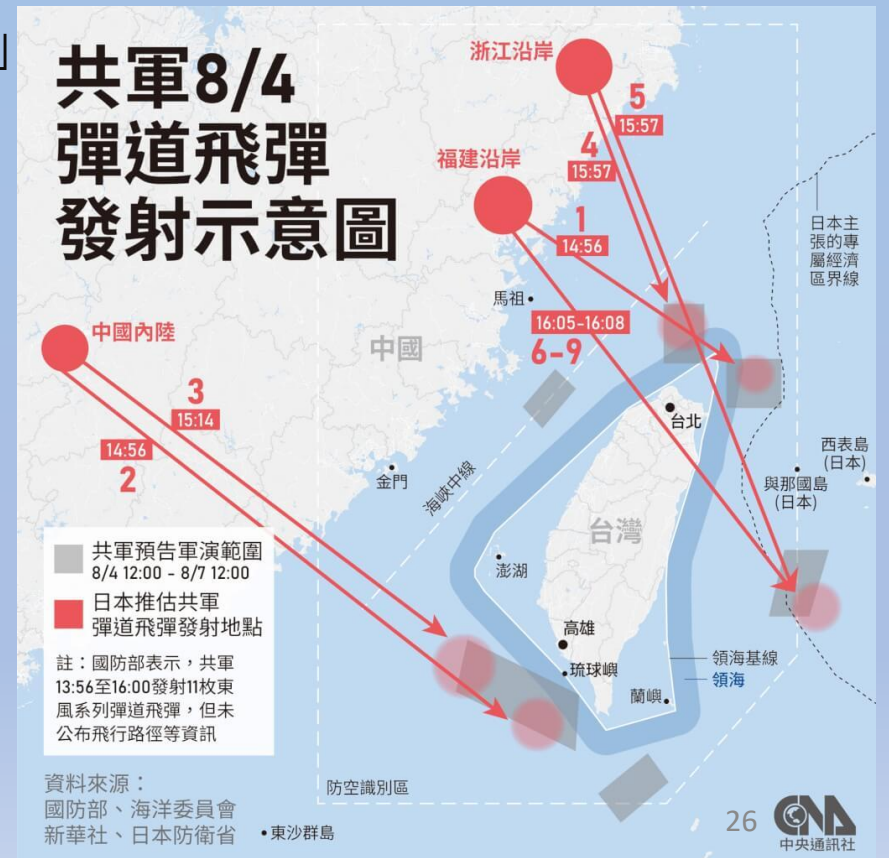 」
共軍8/4
彈道飛彈
發射示意圖
浙江沿岸
5
15:57
4
15:57
福建沿岸
1
14:56
日本主
張的專
屬經濟
區界線
馬祖
中國內陸
中國
16:05-16:08
6-9
3
15:14
台北
14:56
2
西表島
(日本)
與那國島
(日本)
金門
海峽中線
台灣
共軍預告軍演範圍
8/4 12:00 - 8/7 12:00
澎湖
日本推估共軍
彈道飛彈發射地點
高雄
琉球嶼
領海基線
領海
蘭嶼
註：國防部表示，共軍
13:56至16:00發射11枚東
風系列彈道飛彈，但未
公布飛行路徑等資訊
資料來源：
國防部、海洋委員會
新華社、日本防衛省
防空識別區
東沙群島
26
CNA
中央通訊社